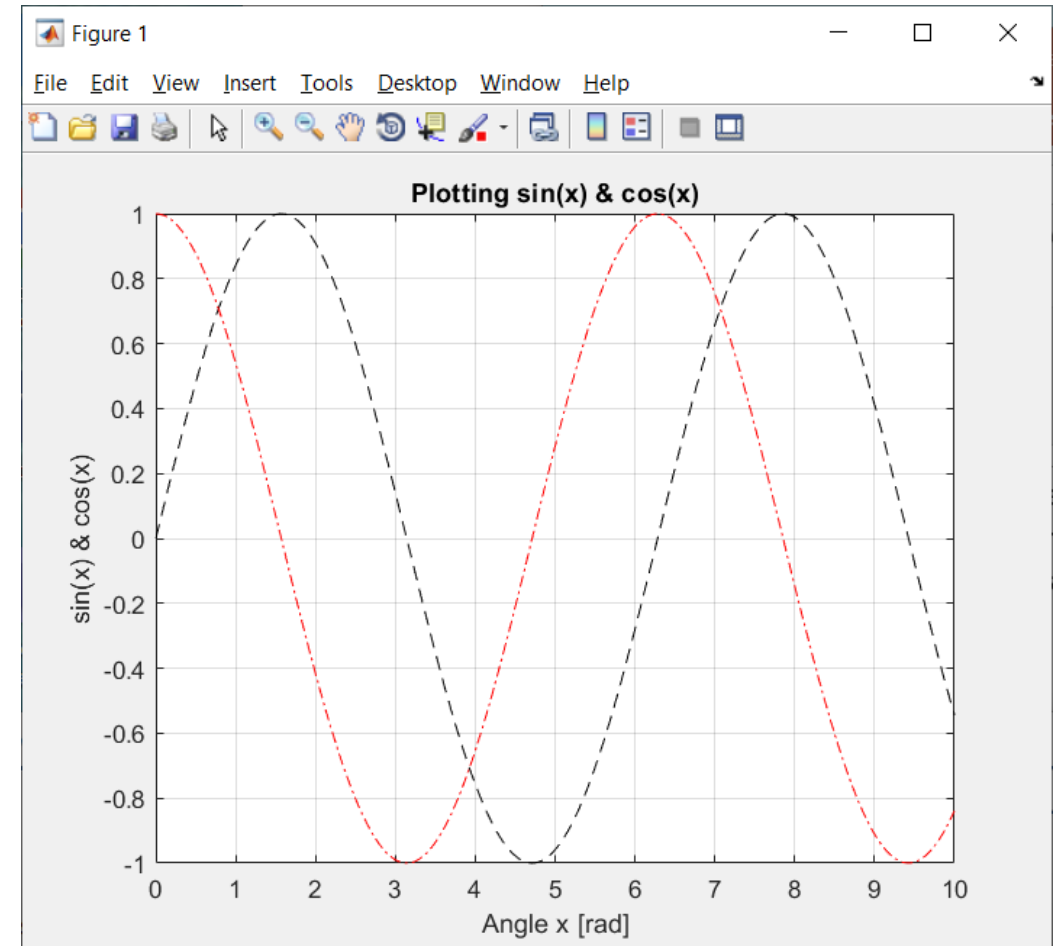 Figure 1
File Edit View Insert Tools Desktop Window Help
Plotting sin(x) & cos(x)
1
0.8
0.6
0.4
0.2
0
-0.2
-0.4
-0.6
-0.8
-1
sin(x) & cos(x)
0 1 2 3 4 5 6 7 8 9 10
Angle x [rad]